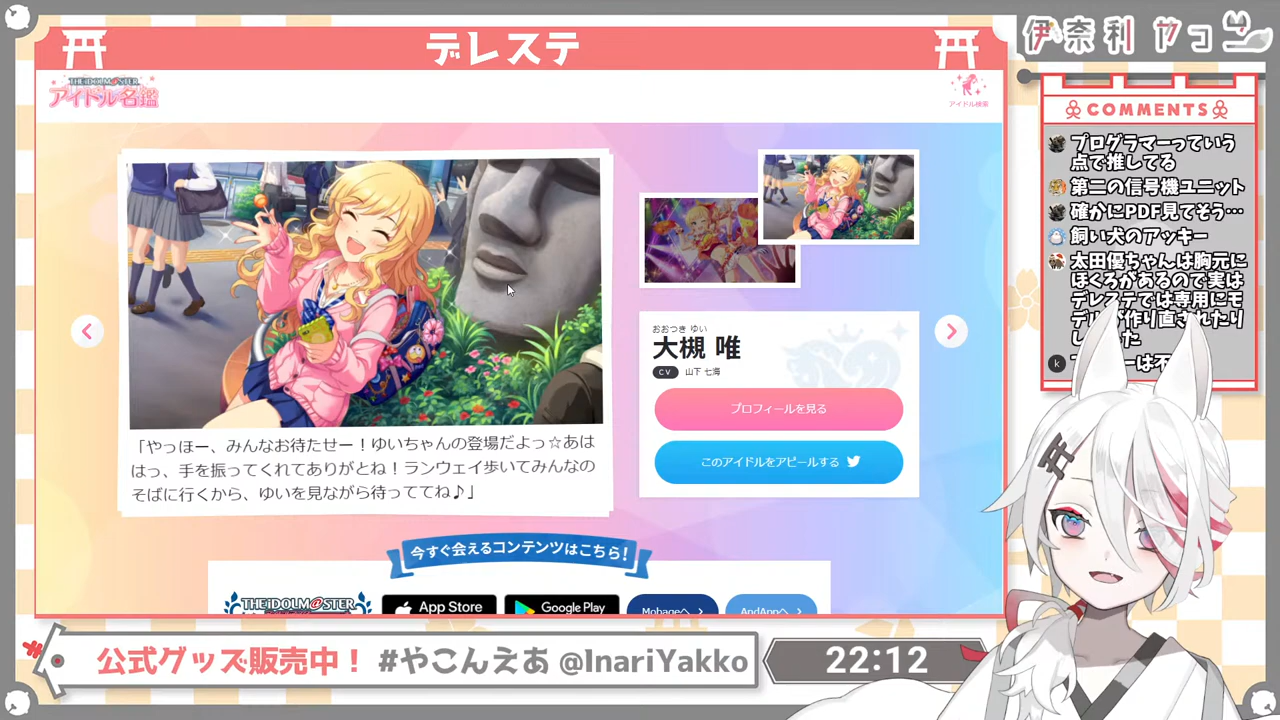 デレステ
伊奈利 ヤコ
THE IDOLM@STER
アイドル名鑑
アイドル検索
COMMENTS
プログラマーっていう
点で推してる
第二の信号機ユニット
確かにPDF見てそう…
飼い犬のアッキー
太田優ちゃんは胸元に
ほくろがあるので実は
デレステでは専用にモ
デルが作り直されたり
k
おおつき ゆい
大槻 唯
CV 山下 七海
プロフィールを見る
このアイドルをアピールする
「やっほー、みんなお待たせー！ゆいちゃんの登場だよっ☆あは
はっ、手を振ってくれてありがとね！ランウェイ歩いてみんなの
そばに行くから、ゆいを見ながら待っててね♪」
今すぐ会えるコンテンツはこちら！
THE IDOLM@STER
App Store
Google Play
Mobageへ
AndAppへ
公式グッズ販売中！ #やこんえあ @InariYakko
22:12